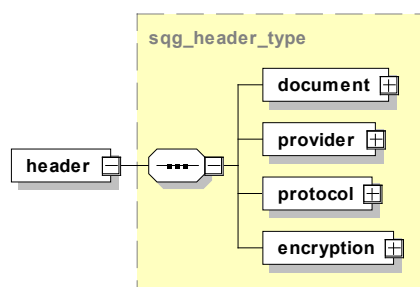 sqg_header_type
document
provider
header
protocol
encryption